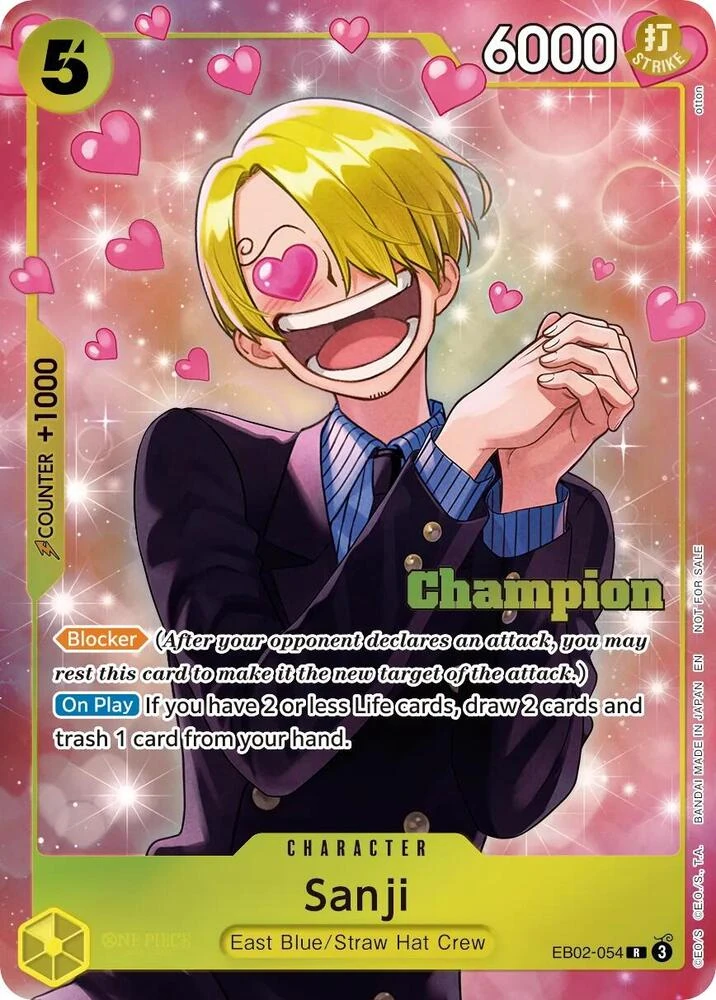 5
6000
打
STRIKE
otton
COUNTER +1000
Champion
Blocker (After your opponent declares an attack, you may
rest this card to make it the new target of the attack.)
On Play If you have 2 or less Life cards, draw 2 cards and
trash 1 card from your hand.
CHARACTER
Sanji
ONE PIECE
East Blue/Straw Hat Crew
EB02-054 R 3
©E.O/S ©E.O./S., T.A. BANDAI MADE IN JAPAN EN NOT FOR SALE